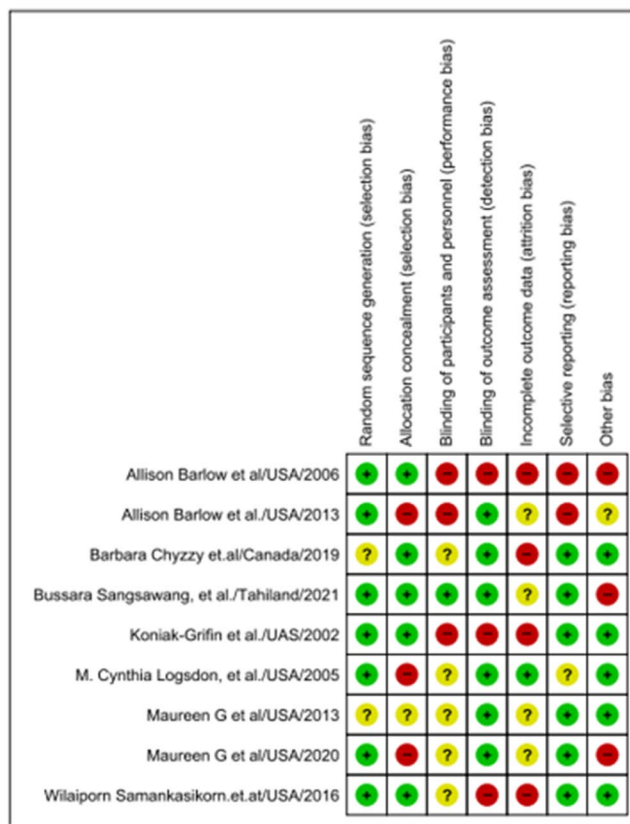 Random sequence generation (selection bias)
Allocation concealment (selection bias)
Blinding of participants and personnel (performance bias)
Blinding of outcome assessment (detection bias)
Incomplete outcome data (attrition bias)
Selective reporting (reporting bias)
Other bias
Allison Barlow et al/USA/2006 + + - - - - -
Allison Barlow et al./USA/2013 + - - + ? - ?
Barbara Chyzzy et.al/Canada/2019 ? + ? + - + +
Bussara Sangsawang, et al./Tahiland/2021 + + + + ? + -
Koniak-Grifin et al./UAS/2002 + + - - - + +
M. Cynthia Logsdon, et al./USA/2005 + - ? + + ? +
Maureen G et al/USA/2013 ? ? ? + ? + +
Maureen G et al/USA/2020 + - ? + ? + -
Wilaiporn Samankasikorn.et.at/USA/2016 + + ? - - + +